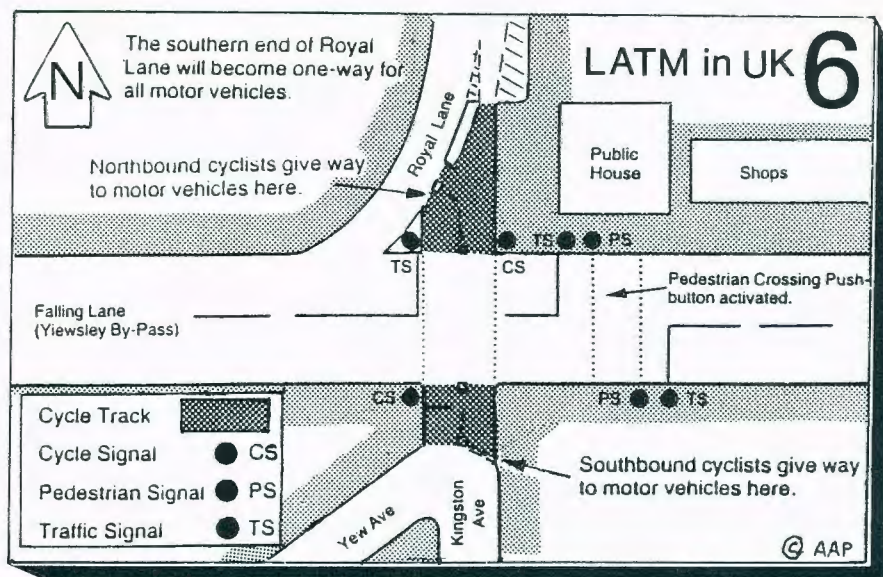 N
The southern end of Royal
Lane will become one-way for
all motor vehicles.
LATM in UK 6
Royal Lane
Northbound cyclists give way
to motor vehicles here.
Public
House
Shops
TS
CS
TS
PS
Pedestrian Crossing Push-
button activated.
Falling Lane
(Yiewsley By-Pass)
CS
PS
TS
Cycle Track
Cycle Signal CS
Pedestrian Signal PS
Traffic Signal TS
Yew Ave
Kingston
Ave
Southbound cyclists give way
to motor vehicles here.
© AAP